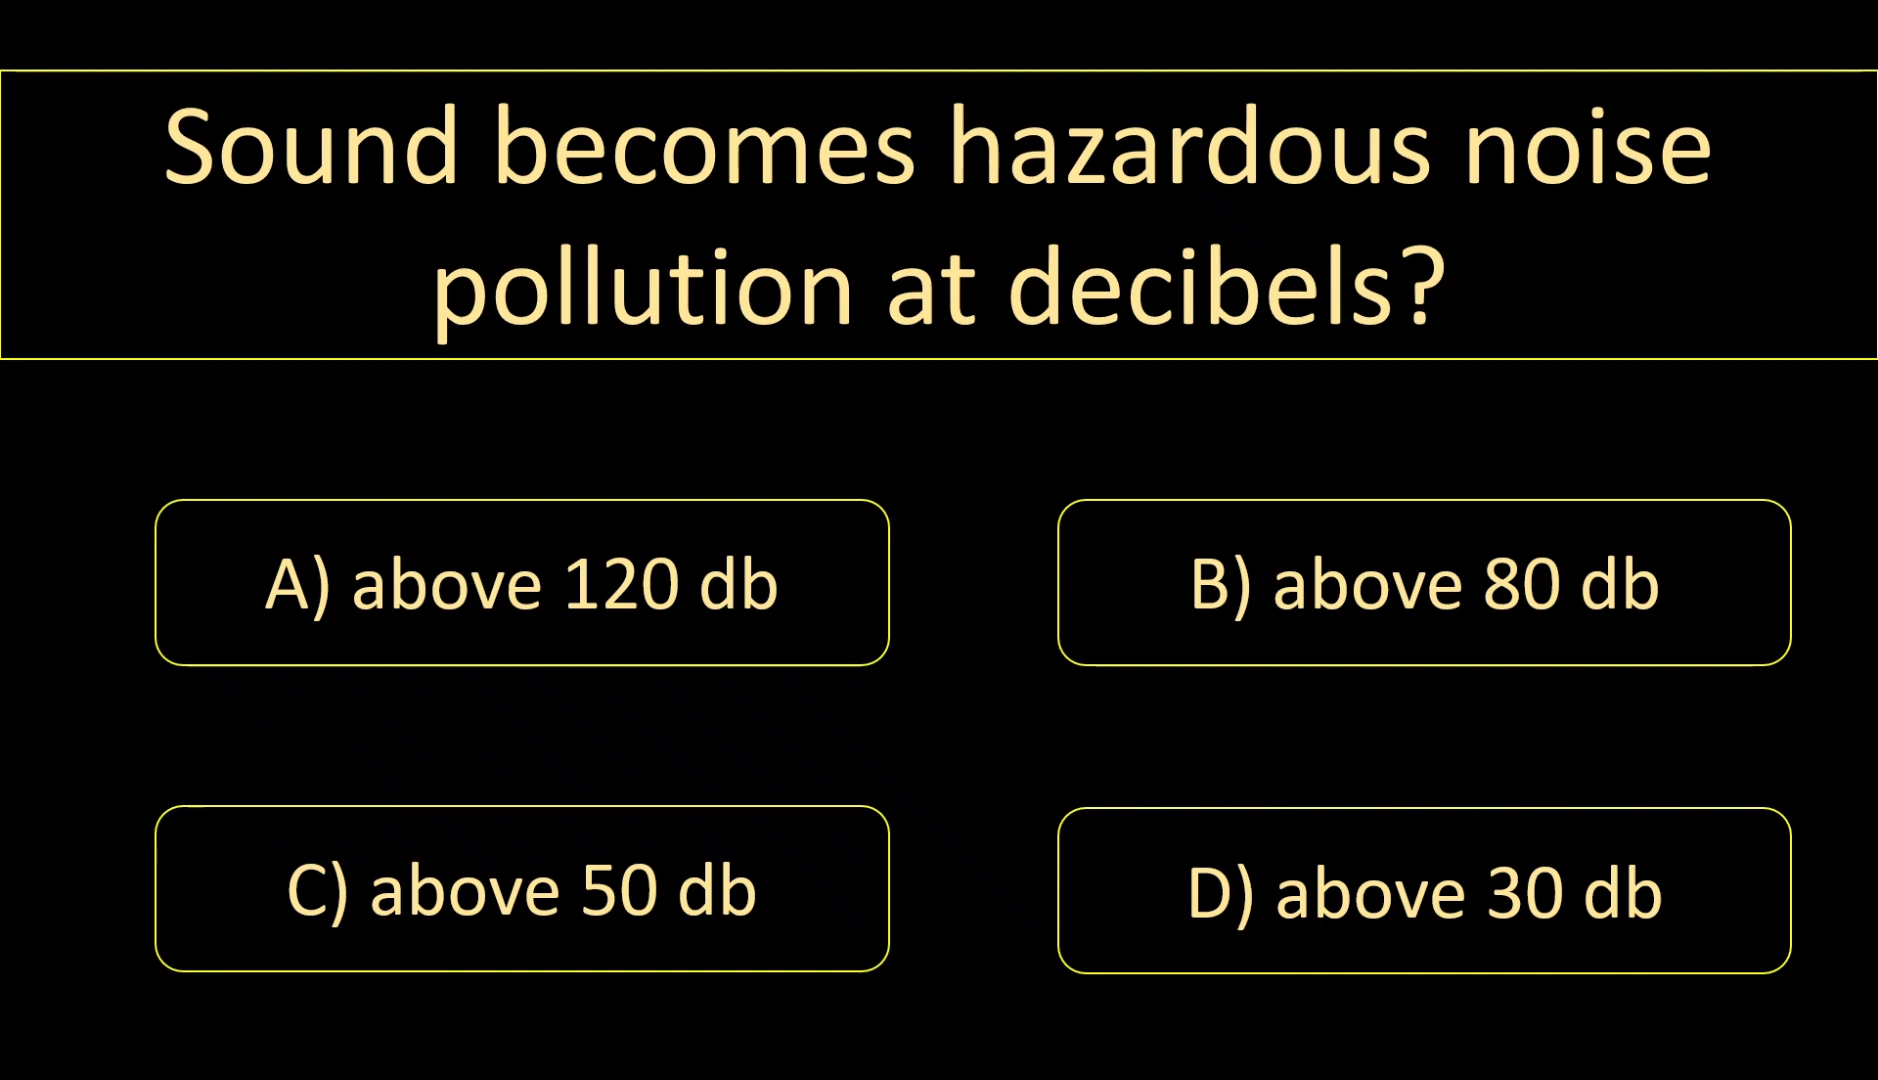 Sound becomes hazardous noise
pollution at decibels?
A) above 120 db
B) above 80 db
C) above 50 db
D) above 30 db